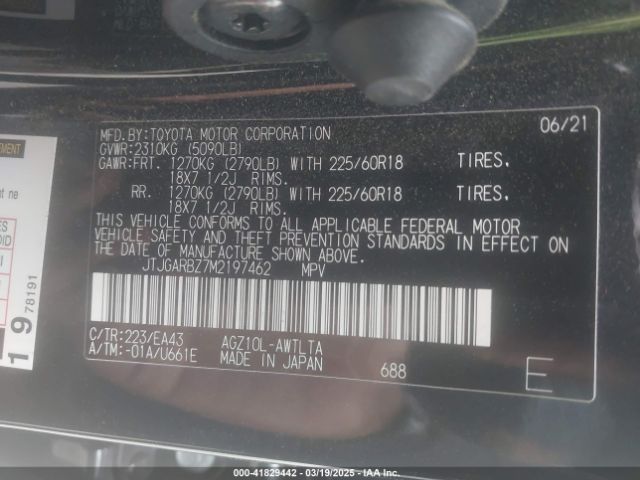 MFD.BY:TOYOTA MOTOR CORPORATION 06/21
GVWR:2310KG (5090LB)
GAWR:FRT. 1270KG (2790LB) WITH 225/60R18 TIRES,
18X7 1/2J RIMS.
RR. 1270KG (2790LB) WITH 225/60R18 TIRES,
18X7 1/2J RIMS.
THIS VEHICLE CONFORMS TO ALL APPLICABLE FEDERAL MOTOR
VEHICLE SAFETY AND THEFT PREVENTION STANDARDS IN EFFECT ON
THE DATE OF MANUFACTURE SHOWN ABOVE.
JTJGARBZ7M2197462 MPV
C/TR:223/EA43 AGZ10L-AWTLTA
A/TM:-01A/U661E MADE IN JAPAN 688 E
t ne
19 78191
000-41829442 - 03/19/2025 - IAA Inc.